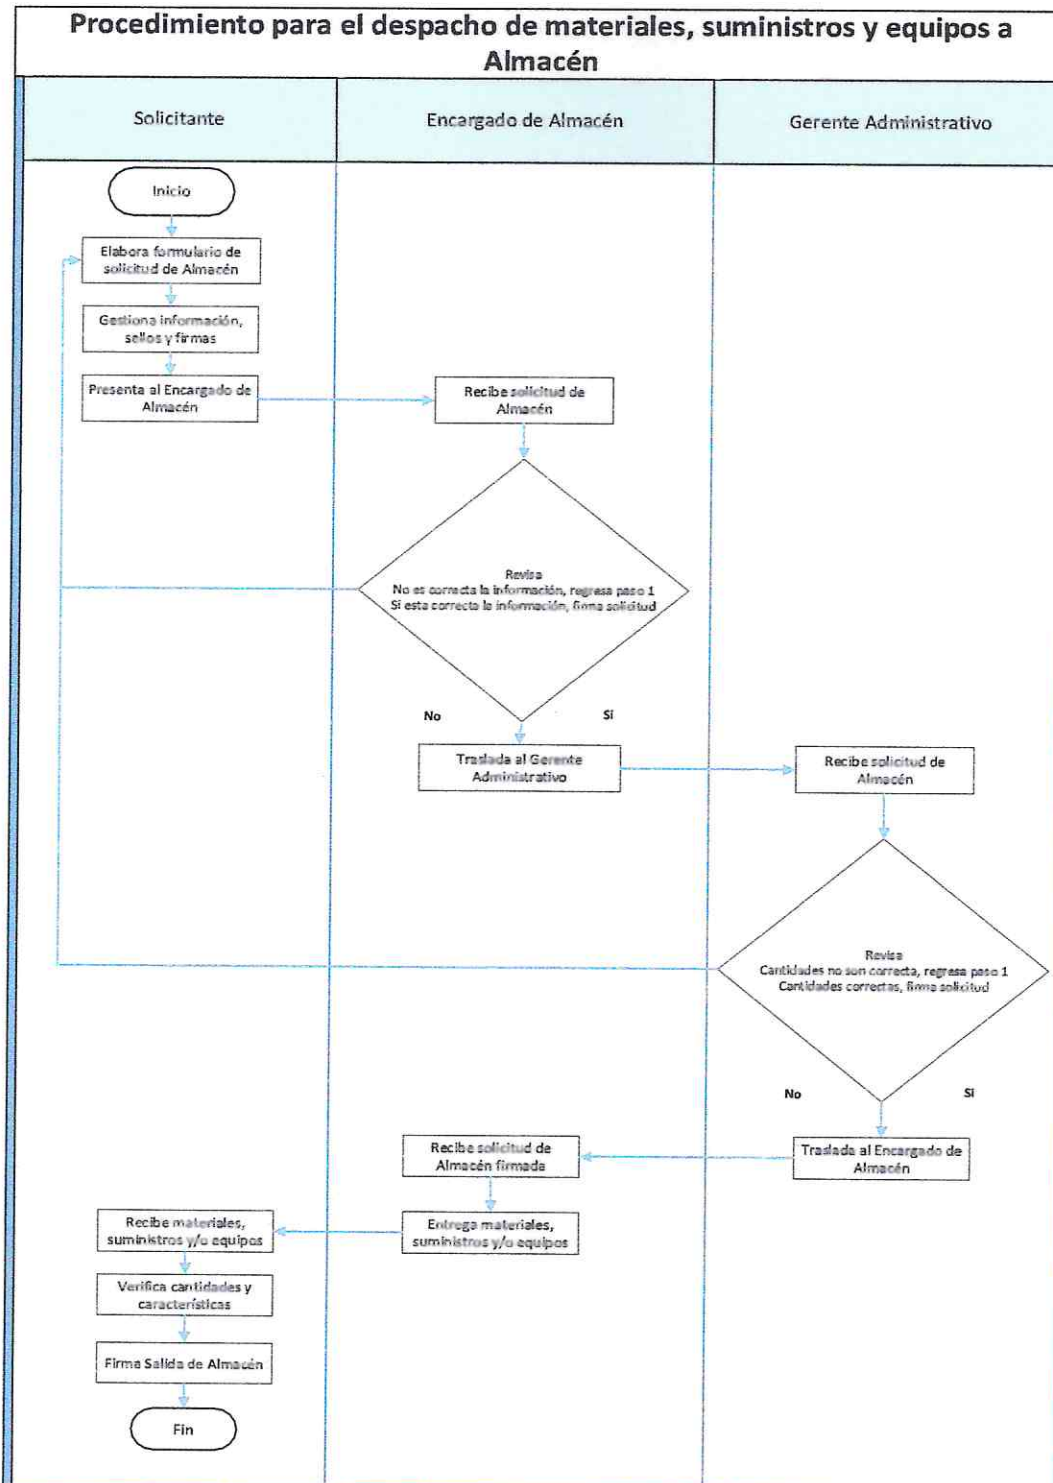 Procedimiento para el despacho de materiales, suministros y equipos a
Almacén
Solicitante
Encargado de Almacén
Gerente Administrativo
Inicio
Elabora formulario de
solicitud de Almacén
Gestiona información,
sellos y firmas
Presenta al Encargado de
Almacén
Recibe solicitud de
Almacén
Revisa
No es correcta la información, regresa paso 1
Si esta correcta la información, firma solicitud
No
Sí
Traslada al Gerente
Administrativo
Recibe solicitud de
Almacén
Revisa
Cantidades no son correcta, regresa paso 1
Cantidades correctas, firma solicitud
No
Sí
Traslada al Encargado de
Almacén
Recibe solicitud de
Almacén firmada
Entrega materiales,
suministros y/o equipos
Recibe materiales,
suministros y/o equipos
Verifica cantidades y
características
Firma Salida de Almacén
Fin